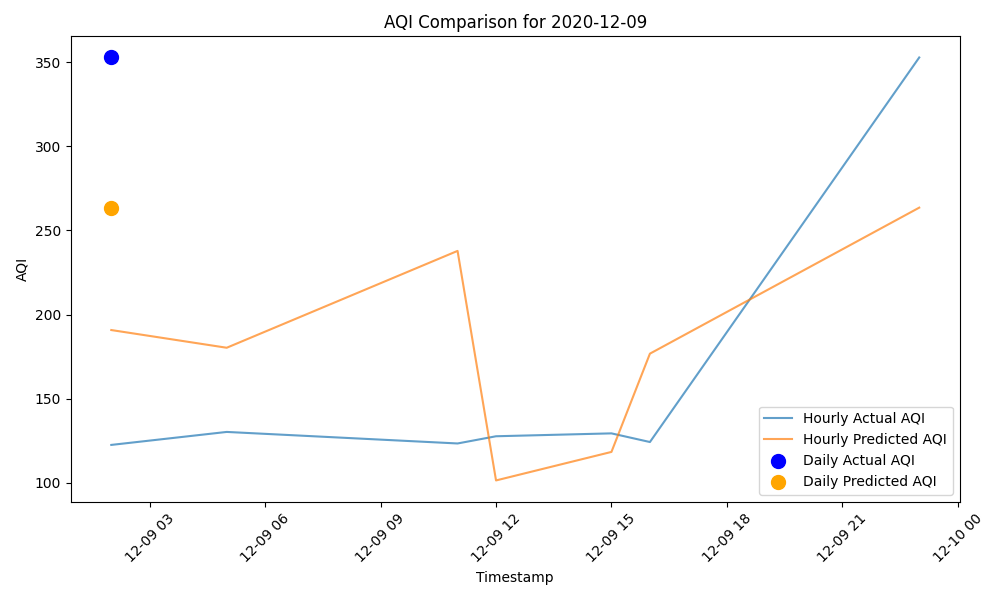 AQI Comparison for 2020-12-09
AQI
350
300
250
200
150
100
Hourly Actual AQI
Hourly Predicted AQI
Daily Actual AQI
Daily Predicted AQI
12-09 03
12-09 06
12-09 09
12-09 12
12-09 15
12-09 18
12-09 21
12-10 00
Timestamp